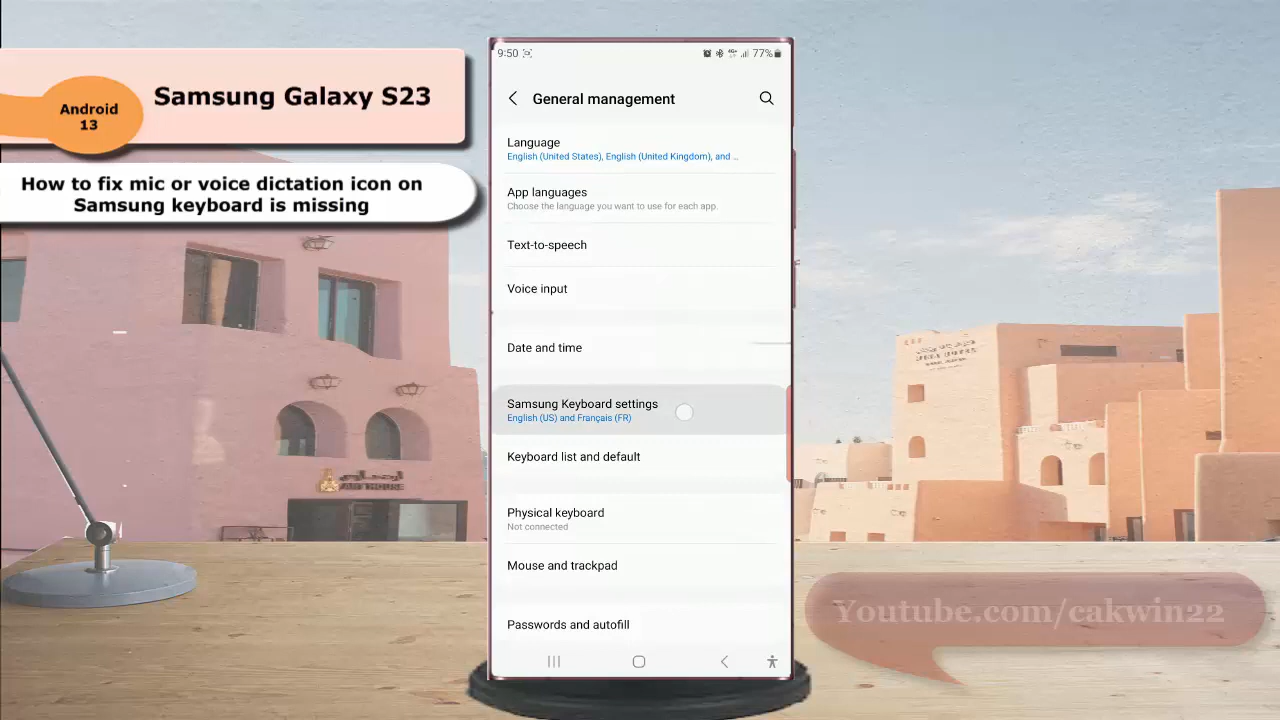 Samsung Galaxy S23
Android
13
How to fix mic or voice dictation icon on
Samsung keyboard is missing
9:50
77%
General management
Language
English (United States), English (United Kingdom), and ...
App languages
Choose the language you want to use for each app.
Text-to-speech
Voice input
Date and time
Samsung Keyboard settings
English (US) and Français (FR)
Keyboard list and default
Physical keyboard
Not connected
Mouse and trackpad
Passwords and autofill
Youtube.com/cakwin22